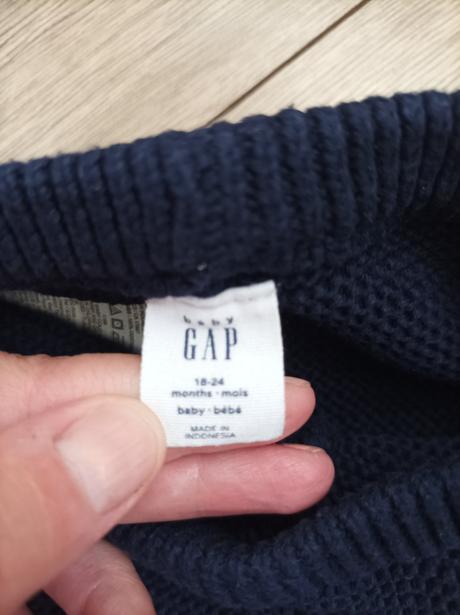 baby
GAP
18-24
months · mois
baby · bébé
MADE IN
INDONESIA